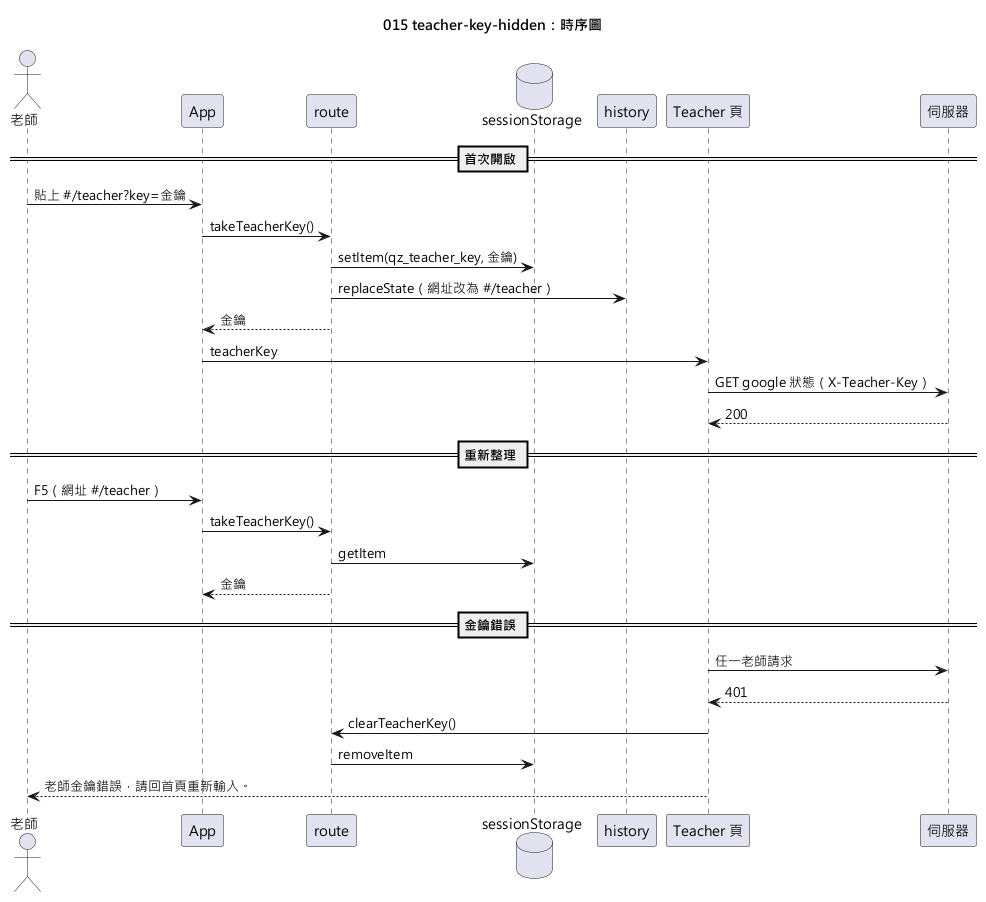 015 teacher-key-hidden：時序圖
老師
App
route
sessionStorage
history
Teacher 頁
伺服器
首次開啟
貼上 #/teacher?key=金鑰
takeTeacherKey()
setItem(qz_teacher_key, 金鑰)
replaceState（網址改為 #/teacher）
金鑰
teacherKey
GET google 狀態（X-Teacher-Key）
200
重新整理
F5（網址 #/teacher）
takeTeacherKey()
getItem
金鑰
金鑰錯誤
任一老師請求
401
clearTeacherKey()
removeItem
老師金鑰錯誤，請回首頁重新輸入。
老師
App
route
sessionStorage
history
Teacher 頁
伺服器